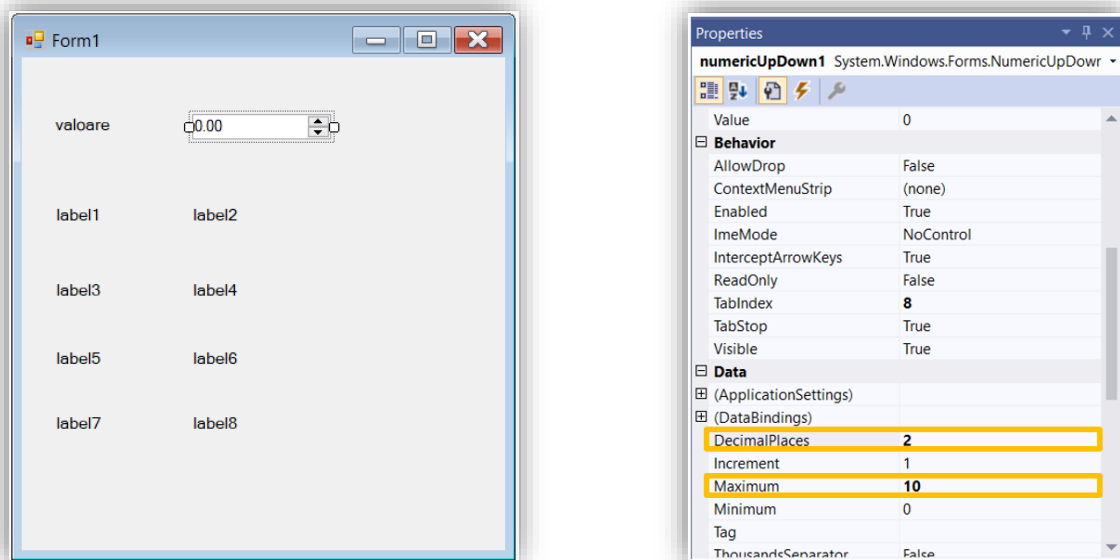 Form1
valoare
0.00
label1 label2
label3 label4
label5 label6
label7 label8
Properties
numericUpDown1 System.Windows.Forms.NumericUpDowr
Value 0
Behavior
AllowDrop False
ContextMenuStrip (none)
Enabled True
ImeMode NoControl
InterceptArrowKeys True
ReadOnly False
TabIndex 8
TabStop True
Visible True
Data
(ApplicationSettings)
(DataBindings)
DecimalPlaces 2
Increment 1
Maximum 10
Minimum 0
Tag
ThousandsSeparator False